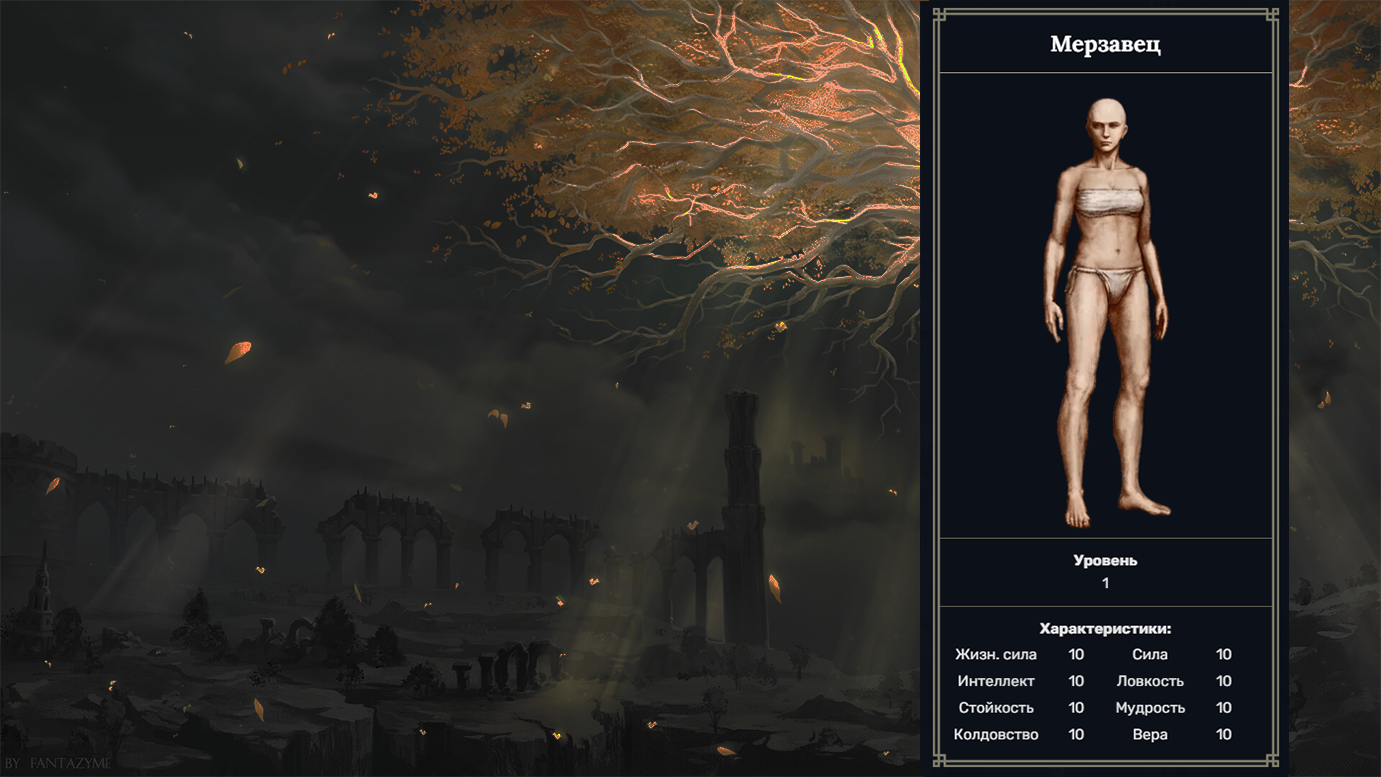 Мерзавец
Уровень
1
Характеристики:
Жизн. сила 10 Сила 10
Интеллект 10 Ловкость 10
Стойкость 10 Мудрость 10
Колдовство 10 Вера 10
BY FANTAZYME